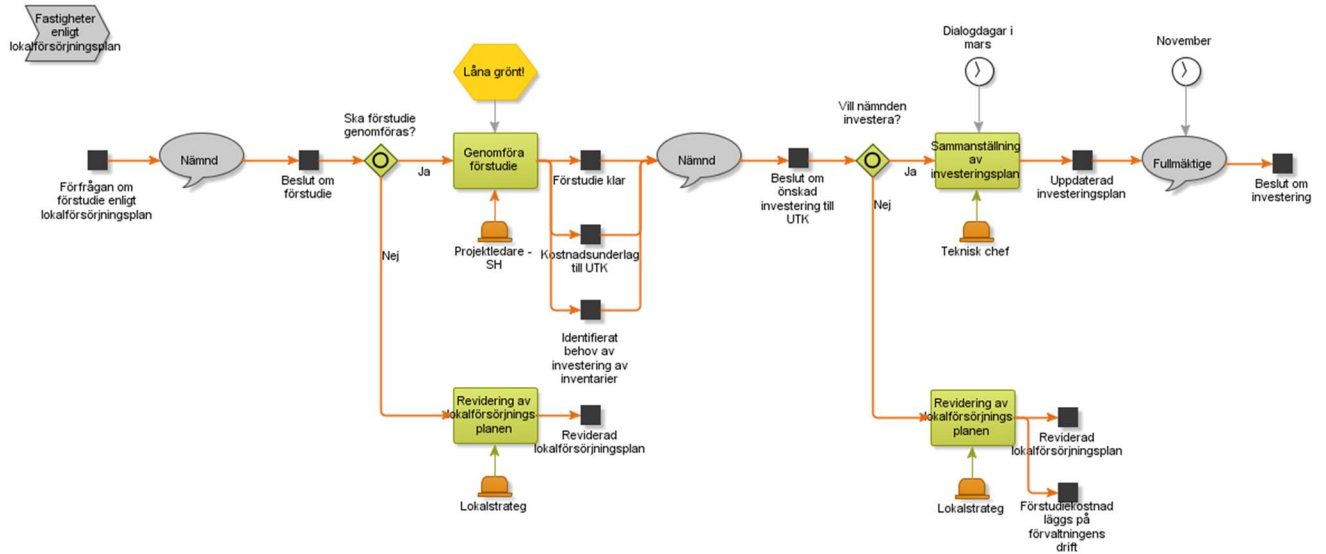 Fastigheter
enligt
lokalförsörjningsplan
Förfrågan om
förstudie enligt
lokalförsörjningsplan
Nämnd
Beslut om
förstudie
Ska förstudie
genomföras?
Ja
Nej
Låna grönt!
Genomföra
förstudie
Projektledare -
SH
Förstudie klar
Kostnadsunderlag
till UTK
Identifierat
behov av
investering av
inventarier
Revidering av
lokalförsörjnings
planen
Lokalstrateg
Reviderad
lokalförsörjningsplan
Nämnd
Beslut om
önskad
investering till
UTK
Vill nämnden
investera?
Ja
Nej
Dialogdagar i
mars
Sammanställning
av
investeringsplan
Teknisk chef
Uppdaterad
investeringsplan
November
Fullmäktige
Beslut om
investering
Revidering av
lokalförsörjnings
planen
Lokalstrateg
Reviderad
lokalförsörjningsplan
Förstudiekostnad
läggs på
förvaltningens
drift